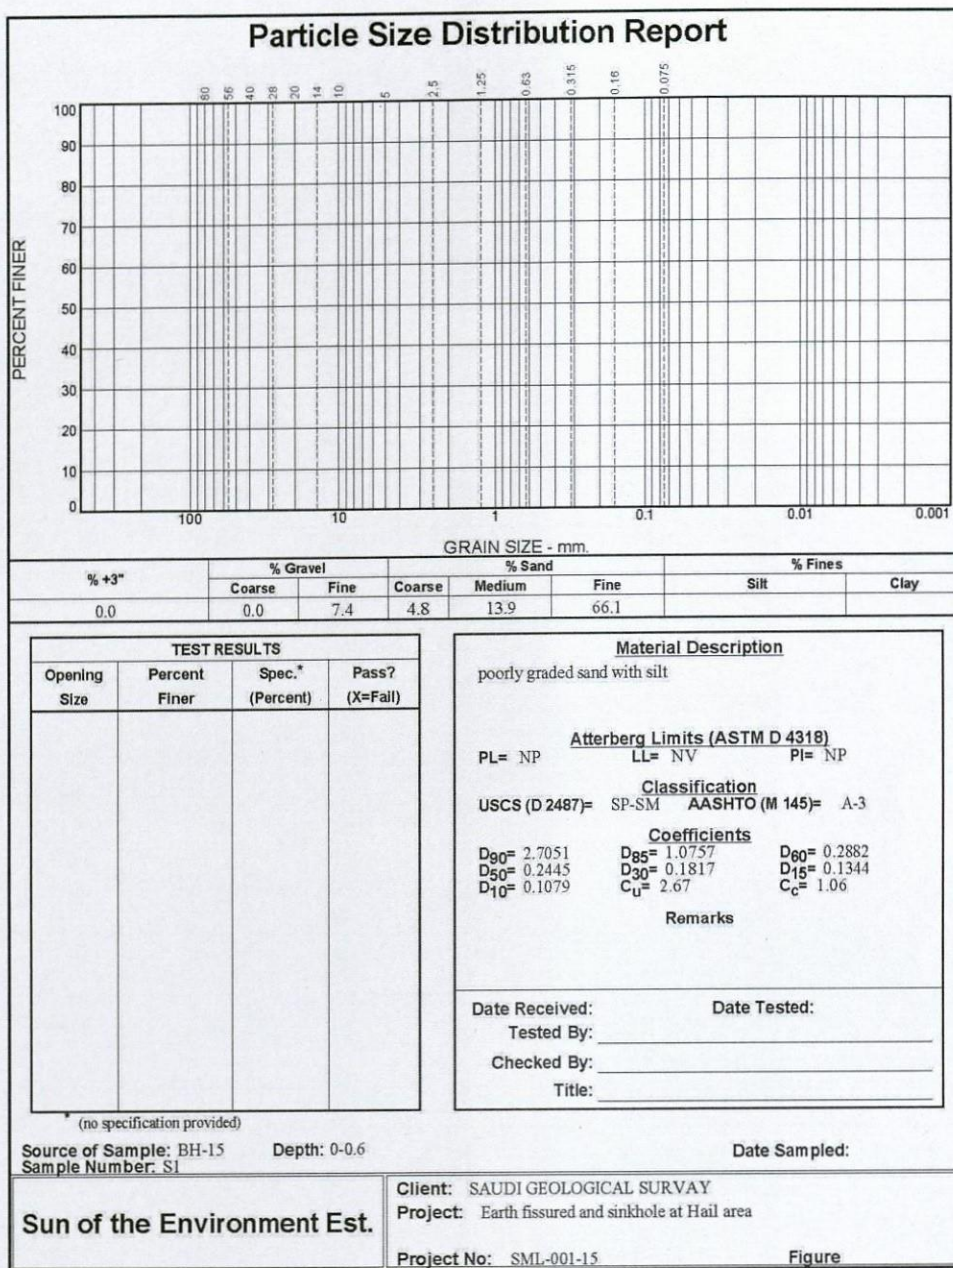 Particle Size Distribution Report
80 56 40 28 20 14 10 5 2.5 1.25 0.63 0.315 0.16 0.075
PERCENT FINER
100
90
80
70
60
50
40
30
20
10
0
100 10 1 0.1 0.01 0.001
GRAIN SIZE - mm.
% +3" % Gravel % Sand % Fines
Coarse Fine Coarse Medium Fine Silt Clay
0.0 0.0 7.4 4.8 13.9 66.1
TEST RESULTS
Opening Percent Spec.* Pass?
Size Finer (Percent) (X=Fail)
* (no specification provided)
Material Description
poorly graded sand with silt
Atterberg Limits (ASTM D 4318)
PL= NP LL= NV PI= NP
Classification
USCS (D 2487)= SP-SM AASHTO (M 145)= A-3
Coefficients
D90= 2.7051 D85= 1.0757 D60= 0.2882
D50= 0.2445 D30= 0.1817 D15= 0.1344
D10= 0.1079 Cu= 2.67 Cc= 1.06
Remarks
Date Received: Date Tested:
Tested By:
Checked By:
Title:
Source of Sample: BH-15 Depth: 0-0.6 Date Sampled:
Sample Number: S1
Sun of the Environment Est.
Client: SAUDI GEOLOGICAL SURVAY
Project: Earth fissured and sinkhole at Hail area
Project No: SML-001-15 Figure